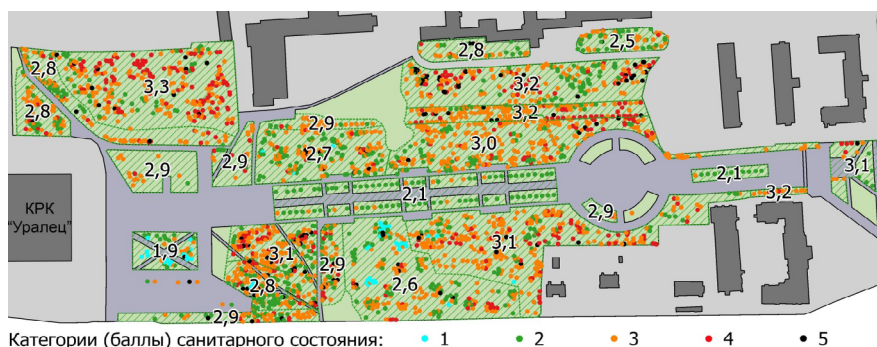 2,8 2,5
2,8 3,3 3,2
2,8 2,9 3,2
2,9 2,9 2,7 3,0 3,1
2,1 2,1
КРК
“Уралец”
2,9 3,2
1,9 3,1 2,9 3,1
2,8 2,6
2,9
Категории (баллы) санитарного состояния: 1 2 3 4 5